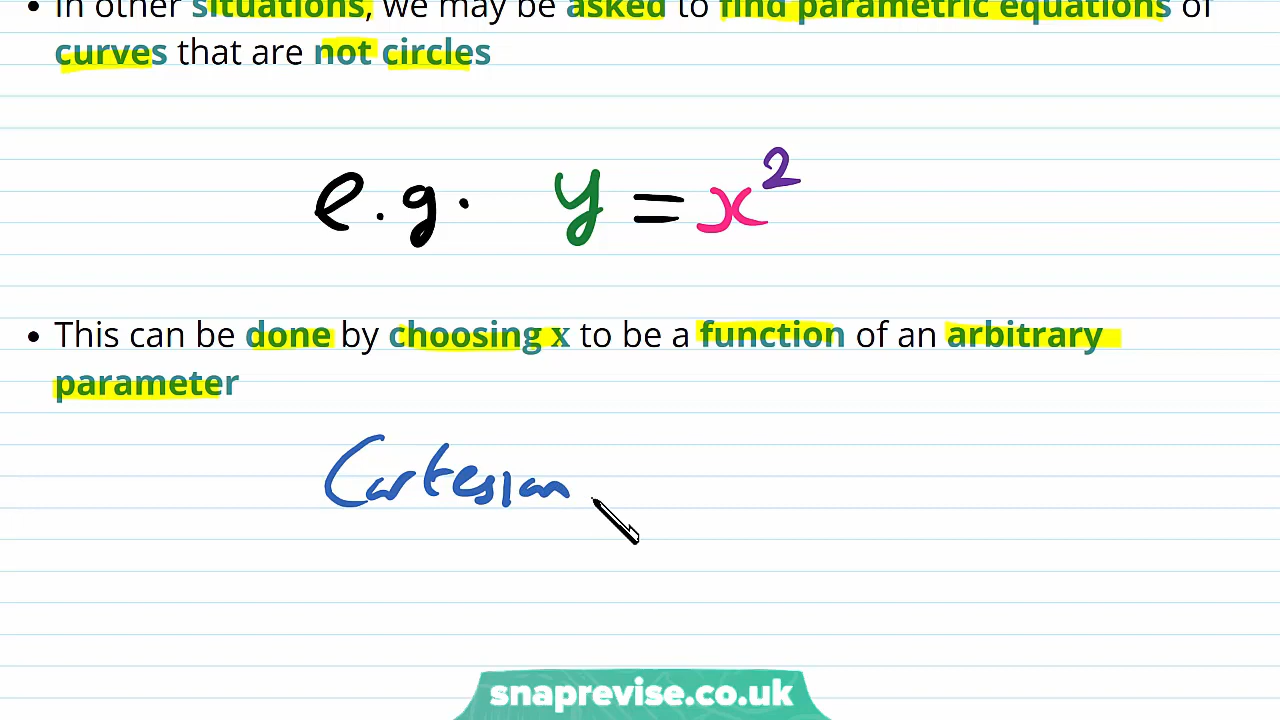 • In other situations, we may be asked to find parametric equations of
curves that are not circles
e.g. y = x²
• This can be done by choosing x to be a function of an arbitrary
parameter
Cartesian
snaprevise.co.uk